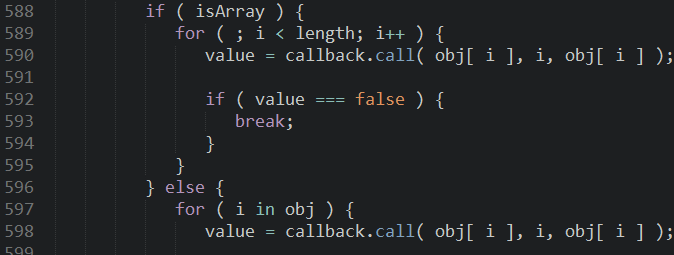 588 if ( isArray ) {
589 for ( ; i < length; i++ ) {
590 value = callback.call( obj[ i ], i, obj[ i ] );
591
592 if ( value === false ) {
593 break;
594 }
595 }
596 } else {
597 for ( i in obj ) {
598 value = callback.call( obj[ i ], i, obj[ i ] );
599